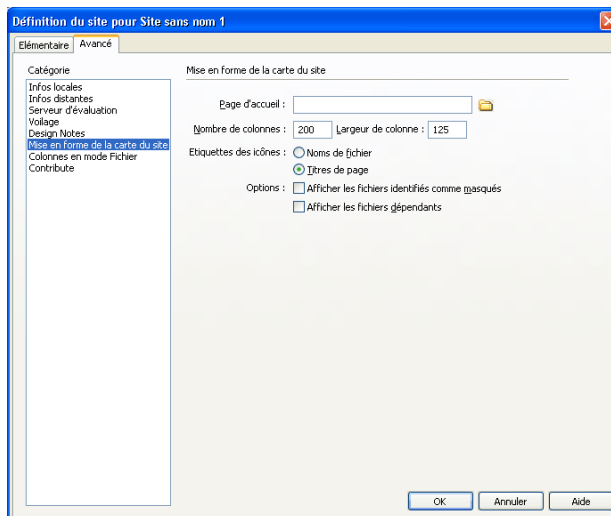 Définition du site pour Site sans nom 1
Elémentaire Avancé
Catégorie
Infos locales
Infos distantes
Serveur d'évaluation
Voilage
Design Notes
Mise en forme de la carte du site
Colonnes en mode Fichier
Contribute
Mise en forme de la carte du site
Page d'accueil :
Nombre de colonnes : 200 Largeur de colonne : 125
Etiquettes des icônes : Noms de fichier
Titres de page
Options : Afficher les fichiers identifiés comme masqués
Afficher les fichiers dépendants
OK Annuler Aide